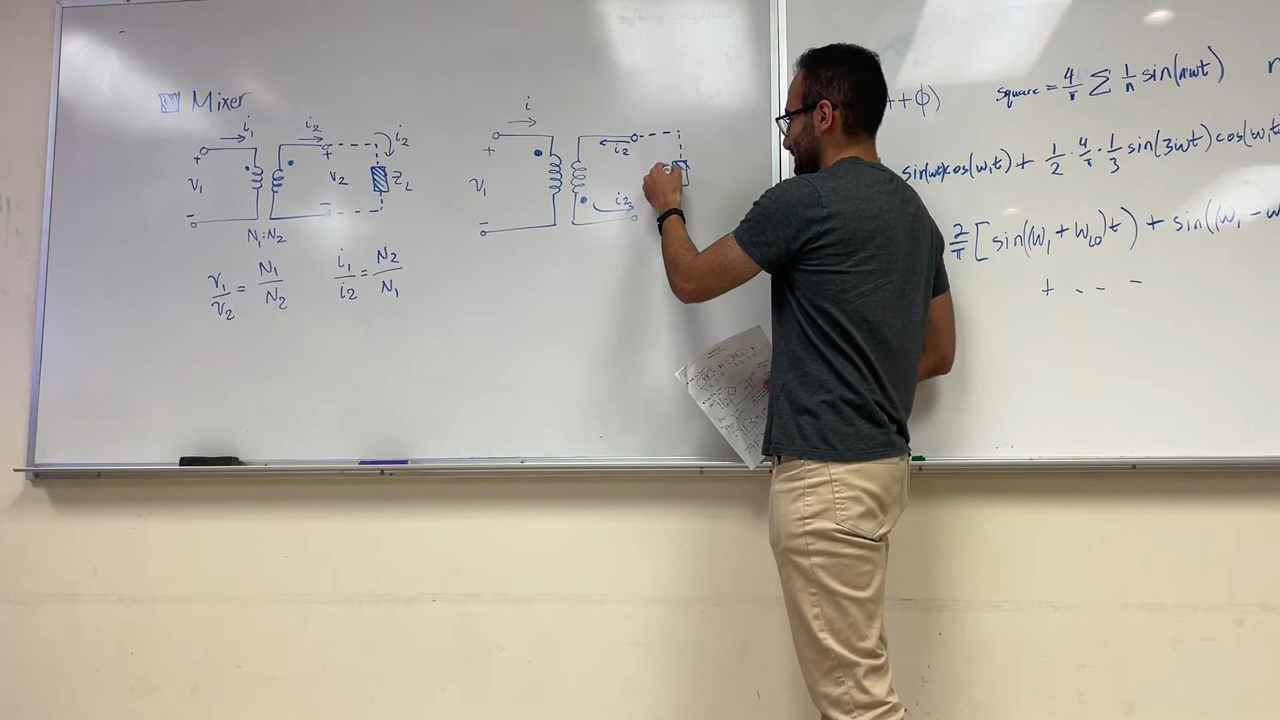 Mixer
i₁ i₂ i₂
+ + 
v₁ v₂ Z_L
- -
N₁:N₂
v₁/v₂ = N₁/N₂ i₁/i₂ = N₂/N₁
i
+ i₂
v₁
- i₂
+ϕ) square = 4/π ∑ 1/n sin(nωt)
sin(ωt)cos(ω₁t) + 1/2 · 4/π · 1/3 sin(3ωt)cos(ω₁t
2/π [sin((ω₁ + ω_LO)t) + sin((ω₁ - ω
+ . . -